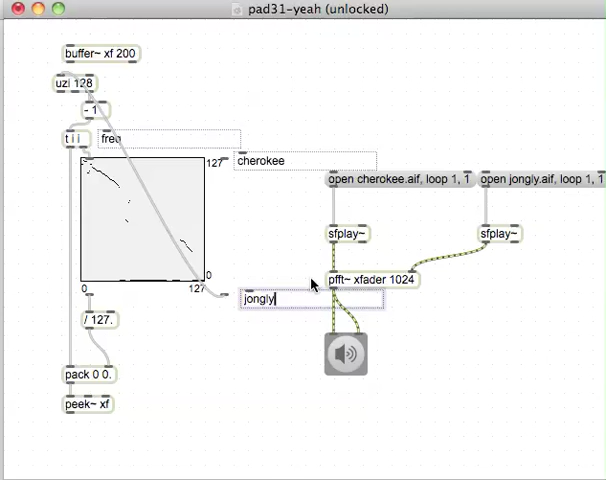 pad31-yeah (unlocked)
buffer~ xf 200
uzi 128
- 1
t i i
freq
127
cherokee
open cherokee.aif, loop 1, 1
open jongly.aif, loop 1, 1
sfplay~
sfplay~
0
0
127
pfft~ xfader 1024
jongly
/ 127.
pack 0 0.
peek~ xf